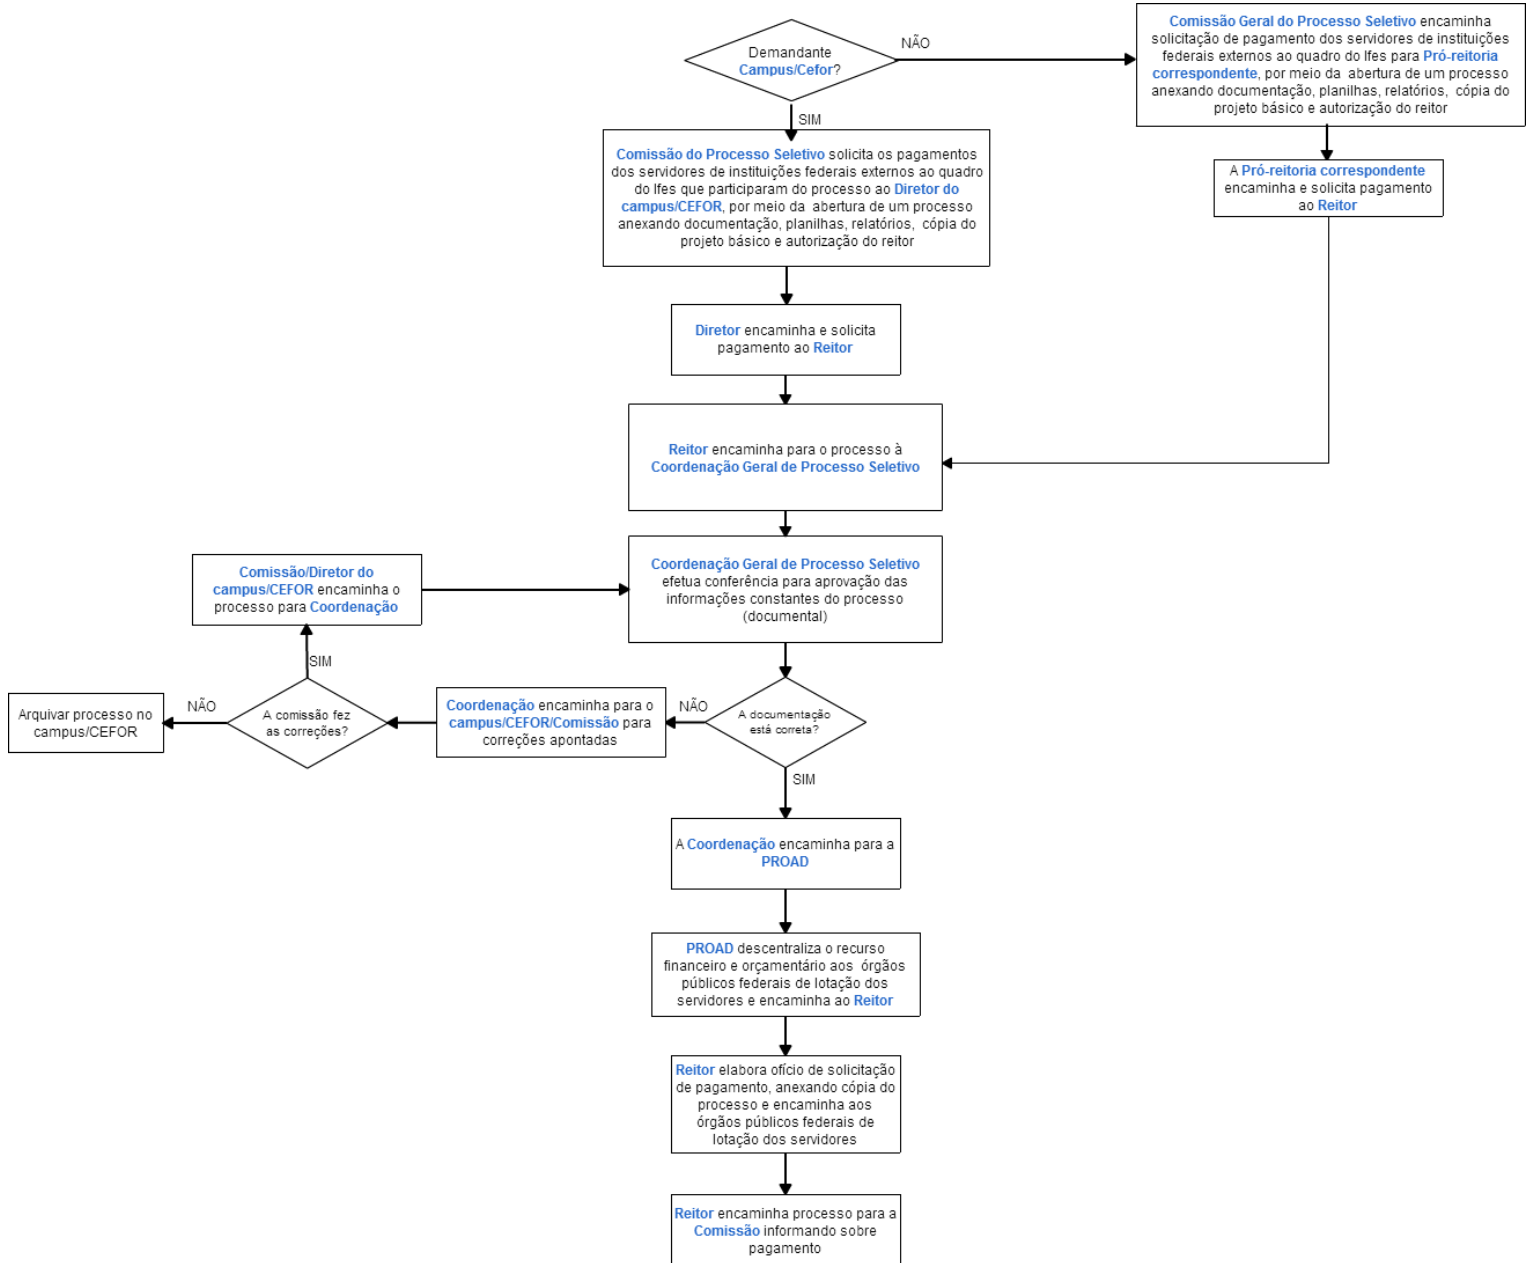 Demandante
Campus/Cefor?
NÃO
SIM
Comissão Geral do Processo Seletivo encaminha
solicitação de pagamento dos servidores de instituições
federais externos ao quadro do Ifes para Pró-reitoria
correspondente, por meio da abertura de um processo
anexando documentação, planilhas, relatórios, cópia do
projeto básico e autorização do reitor
A Pró-reitoria correspondente
encaminha e solicita pagamento
ao Reitor
Comissão do Processo Seletivo solicita os pagamentos
dos servidores de instituições federais externos ao quadro
do Ifes que participaram do processo ao Diretor do
campus/CEFOR, por meio da abertura de um processo
anexando documentação, planilhas, relatórios, cópia do
projeto básico e autorização do reitor
Diretor encaminha e solicita
pagamento ao Reitor
Reitor encaminha para o processo à
Coordenação Geral de Processo Seletivo
Coordenação Geral de Processo Seletivo
efetua conferência para aprovação das
informações constantes do processo
(documental)
Comissão/Diretor do
campus/CEFOR encaminha o
processo para Coordenação
SIM
A comissão fez
as correções?
NÃO
Arquivar processo no
campus/CEFOR
Coordenação encaminha para o
campus/CEFOR/Comissão para
correções apontadas
NÃO
A documentação
está correta?
SIM
A Coordenação encaminha para a
PROAD
PROAD descentraliza o recurso
financeiro e orçamentário aos órgãos
públicos federais de lotação dos
servidores e encaminha ao Reitor
Reitor elabora ofício de solicitação
de pagamento, anexando cópia do
processo e encaminha aos
órgãos públicos federais de
lotação dos servidores
Reitor encaminha processo para a
Comissão informando sobre
pagamento